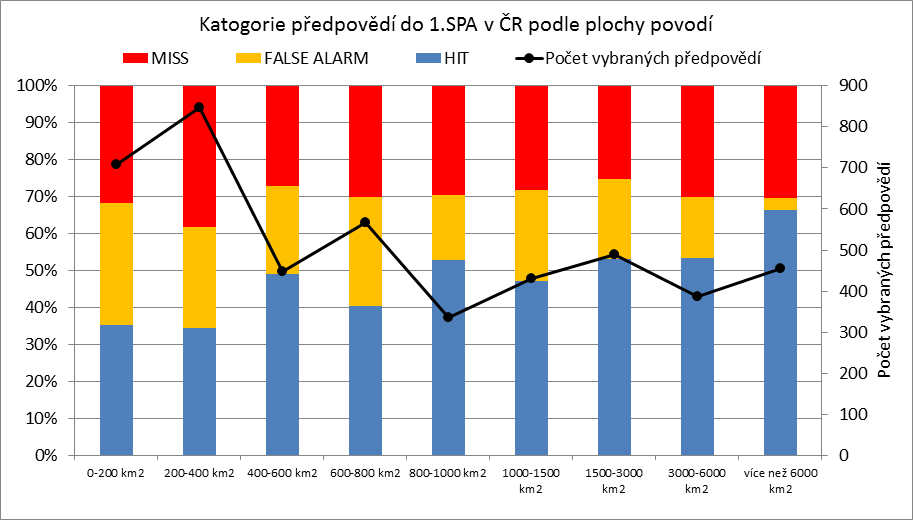 Katogorie předpovědí do 1.SPA v ČR podle plochy povodí
MISS FALSE ALARM HIT Počet vybraných předpovědí
100% 900
90% 800
80% 700
70% 600
60% 500
50% 400
40% 300
30% 200
20% 100
10% 0
0%
Počet vybraných předpovědí
0-200 km2 200-400 km2 400-600 km2 600-800 km2 800-1000 km2 1000-1500 1500-3000 3000-6000 více než 6000
km2 km2 km2 km2